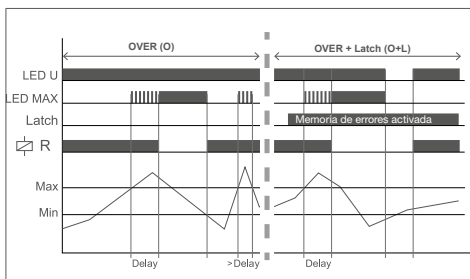 OVER (O)
OVER + Latch (O+L)
LED U
LED MAX
Latch
Memoria de errores activada
R
Max
Min
Delay
>Delay
Delay